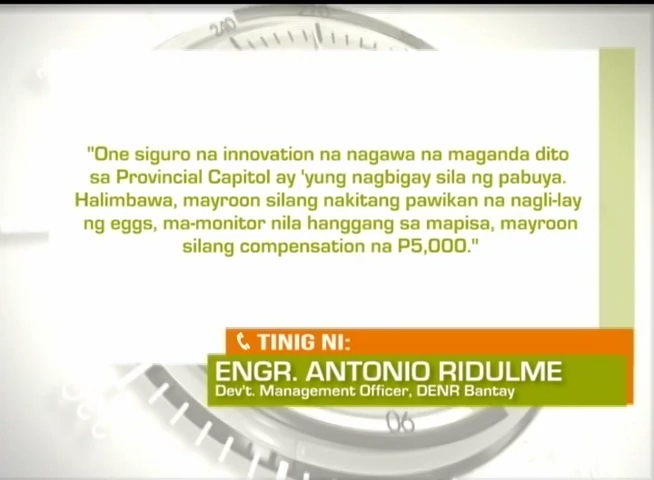 240
"One siguro na innovation na nagawa na maganda dito
sa Provincial Capitol ay 'yung nagbigay sila ng pabuya.
Halimbawa, mayroon silang nakitang pawikan na nagli-lay
ng eggs, ma-monitor nila hanggang sa mapisa, mayroon
silang compensation na P5,000."
TINIG NI:
ENGR. ANTONIO RIDULME
Dev't. Management Officer, DENR Bantay
06